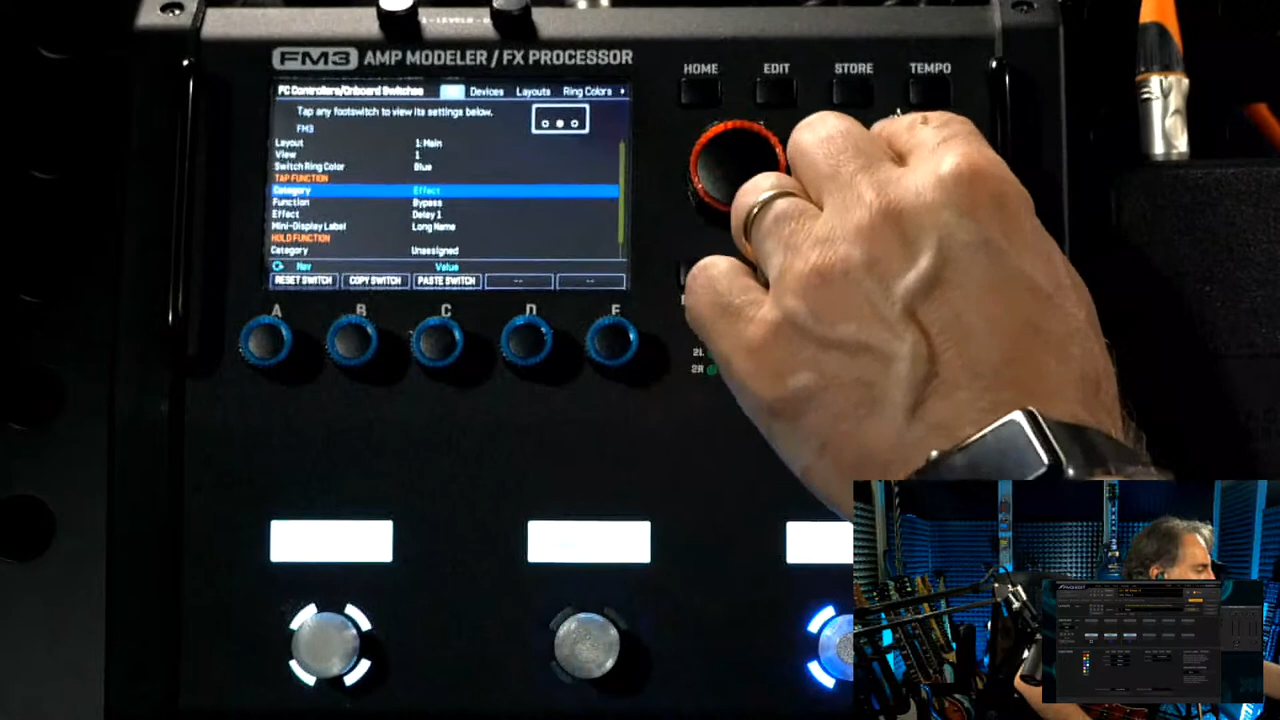 FM3 AMP MODELER / FX PROCESSOR
HOME EDIT STORE TEMPO
FC Controllers/Onboard Switches Devices Layouts Ring Colors
Tap any footswitch to view its settings below.
FM3
Layout 1: Main
View 1
Switch Ring Color Blue
TAP FUNCTION
Category Effect
Function Bypass
Effect Delay 1
Mini-Display Label Long Name
HOLD FUNCTION
Category Unassigned
Nav Value
RESET SWITCH COPY SWITCH PASTE SWITCH -- --
A B C D E
2L
2R